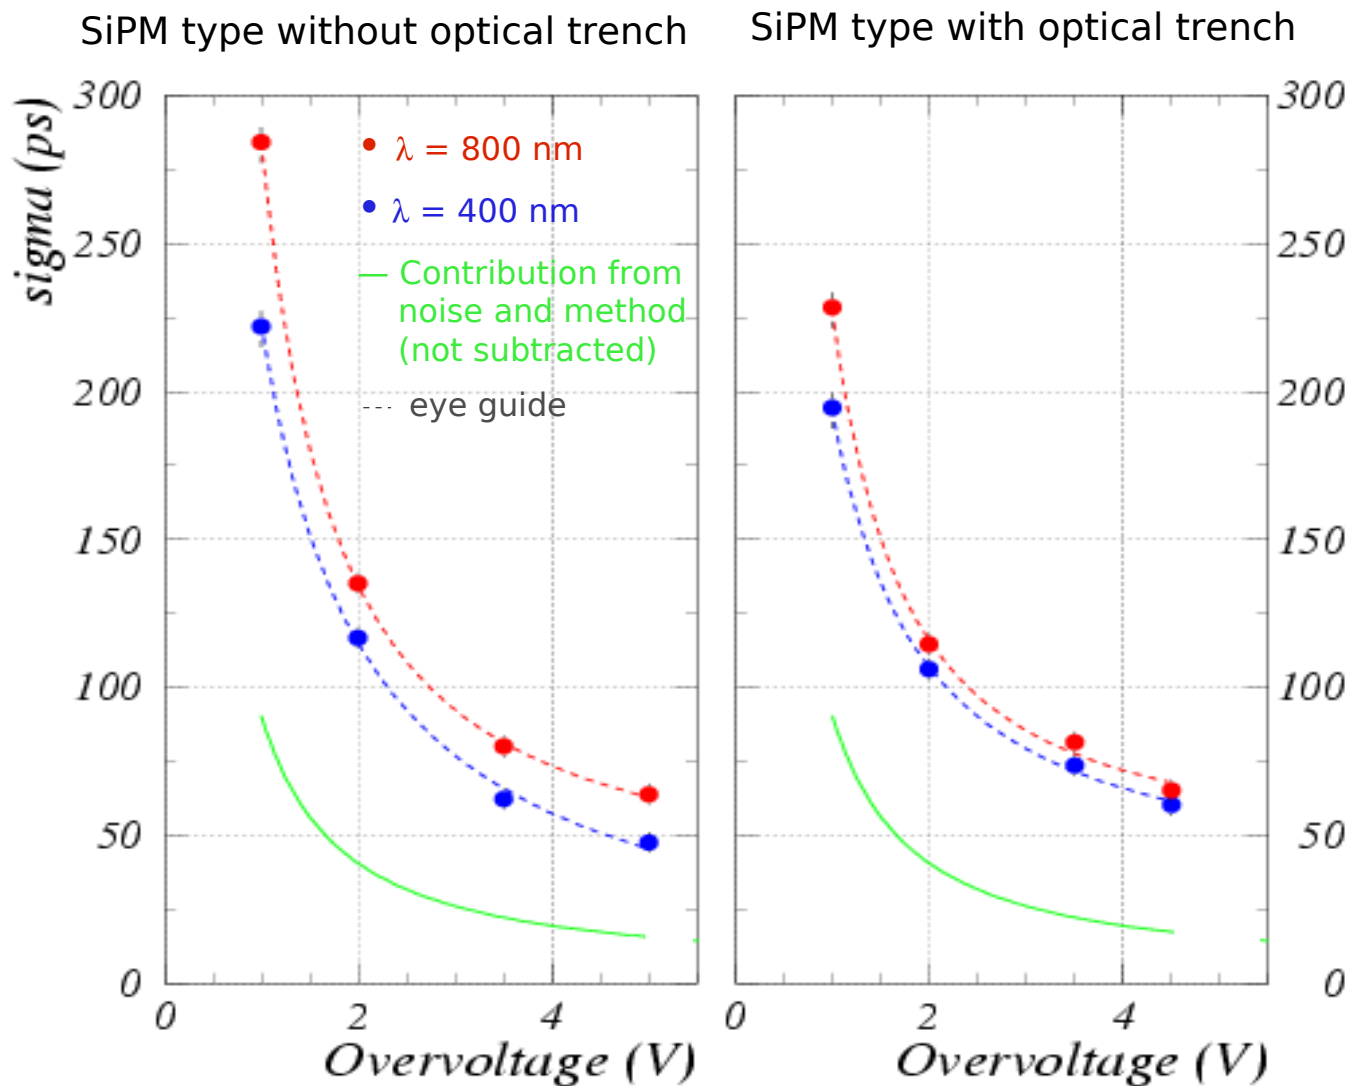 SiPM type without optical trench
SiPM type with optical trench
sigma (ps)
300
250
200
150
100
50
0
λ = 800 nm
λ = 400 nm
Contribution from
noise and method
(not subtracted)
eye guide
0 2 4
Overvoltage (V)
300
250
200
150
100
50
0
0 2 4
Overvoltage (V)